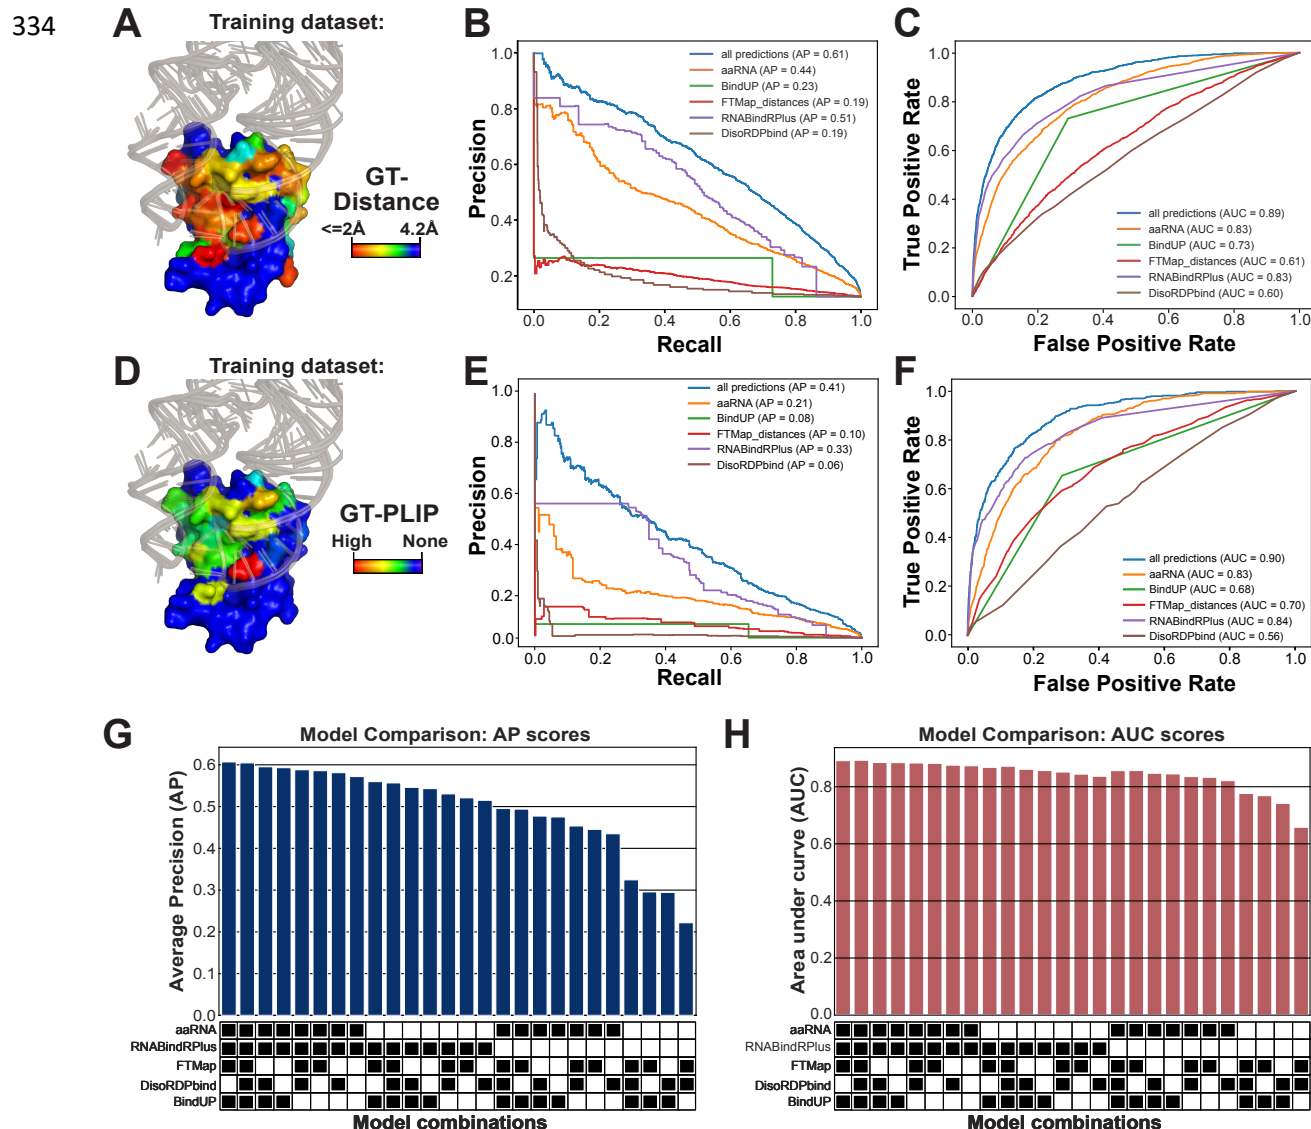 334
A
Training dataset:
GT-
Distance
<=2Å 4.2Å
B
Precision
1.0
0.8
0.6
0.4
0.2
0.0 0.2 0.4 0.6 0.8 1.0
Recall
all predictions (AP = 0.61)
aaRNA (AP = 0.44)
BindUP (AP = 0.23)
FTMap_distances (AP = 0.19)
RNABindRPlus (AP = 0.51)
DisoRDPbind (AP = 0.19)
C
True Positive Rate
1.0
0.8
0.6
0.4
0.2
0.0
0.0 0.2 0.4 0.6 0.8 1.0
False Positive Rate
all predictions (AUC = 0.89)
aaRNA (AUC = 0.83)
BindUP (AUC = 0.73)
FTMap_distances (AUC = 0.61)
RNABindRPlus (AUC = 0.83)
DisoRDPbind (AUC = 0.60)
D
Training dataset:
GT-PLIP
High None
E
Precision
1.0
0.8
0.6
0.4
0.2
0.0
0.0 0.2 0.4 0.6 0.8 1.0
Recall
all predictions (AP = 0.41)
aaRNA (AP = 0.21)
BindUP (AP = 0.08)
FTMap_distances (AP = 0.10)
RNABindRPlus (AP = 0.33)
DisoRDPbind (AP = 0.06)
F
True Positive Rate
1.0
0.8
0.6
0.4
0.2
0.0
0.0 0.2 0.4 0.6 0.8 1.0
False Positive Rate
all predictions (AUC = 0.90)
aaRNA (AUC = 0.83)
BindUP (AUC = 0.68)
FTMap_distances (AUC = 0.70)
RNABindRPlus (AUC = 0.84)
DisoRDPbind (AUC = 0.56)
G
Model Comparison: AP scores
Average Precision (AP)
0.6
0.5
0.4
0.3
0.2
0.1
0.0
aaRNA
RNABindRPlus
FTMap
DisoRDPbind
BindUP
Model combinations
H
Model Comparison: AUC scores
Area under curve (AUC)
0.8
0.6
0.4
0.2
0.0
aaRNA
RNABindRPlus
FTMap
DisoRDPbind
BindUP
Model combinations